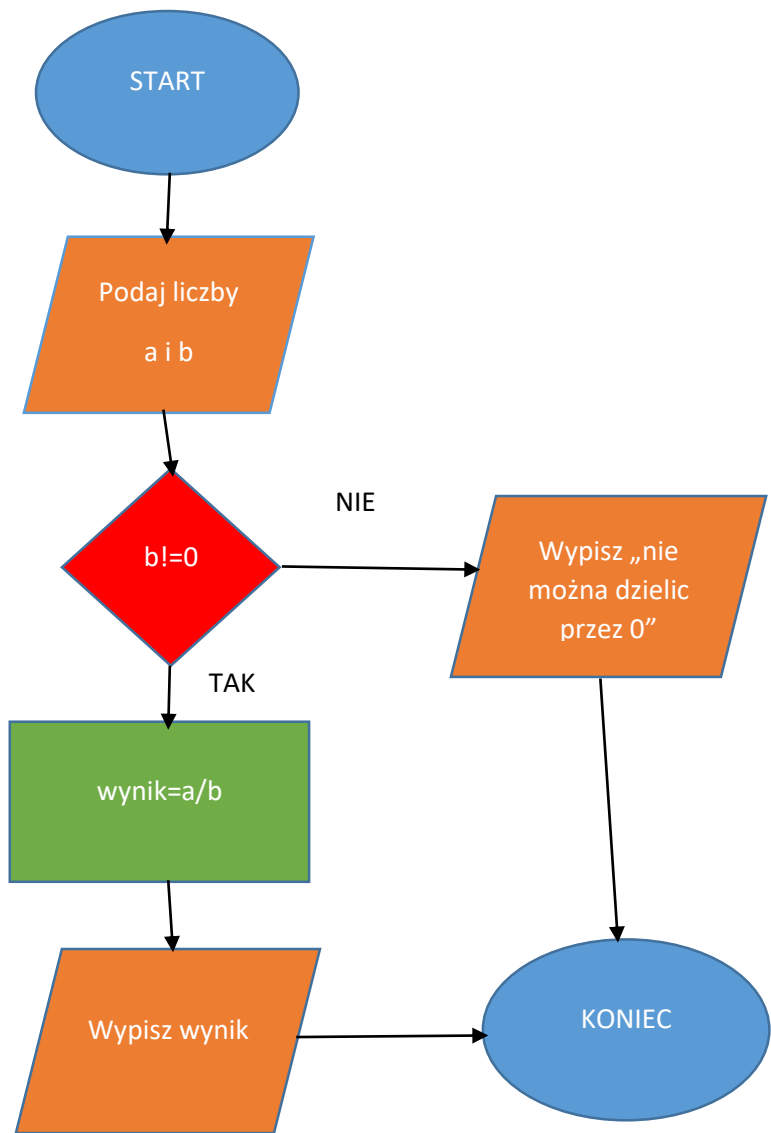 START
Podaj liczby
a i b
NIE
b!=0
Wypisz „nie
można dzielic
przez 0”
TAK
wynik=a/b
Wypisz wynik
KONIEC